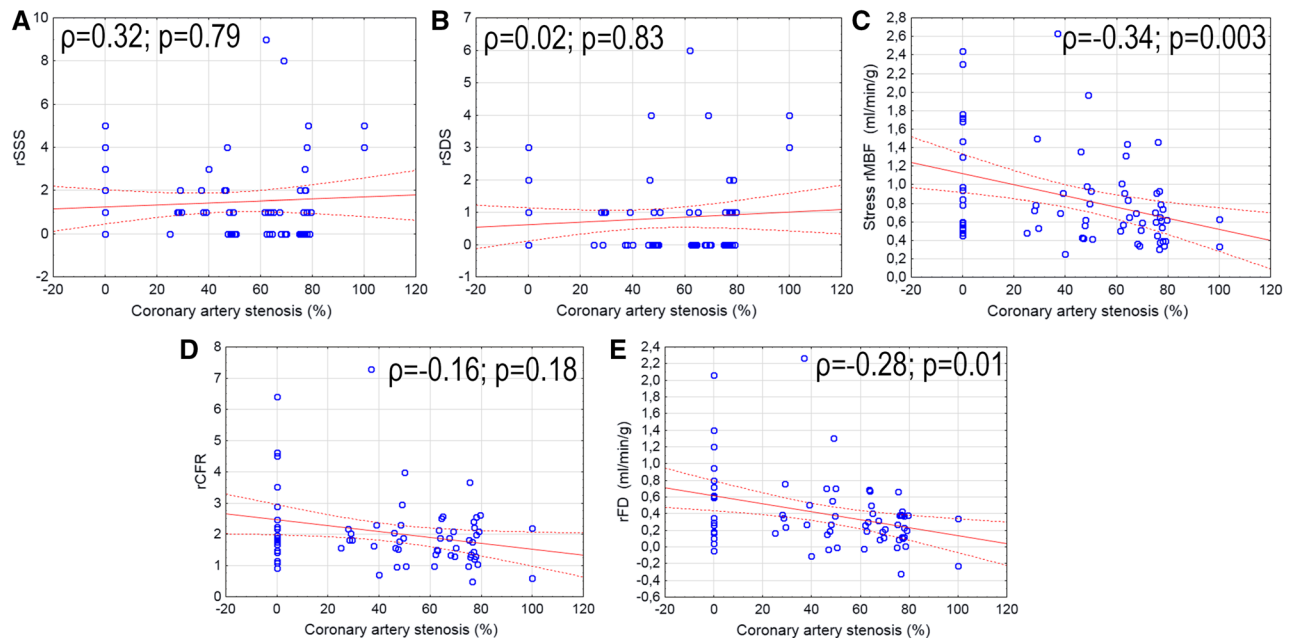 A
ρ=0.32; p=0.79
10
8
6
4
2
0
-2
rSSS
-20 0 20 40 60 80 100 120
Coronary artery stenosis (%)
B
ρ=0.02; p=0.83
7
6
5
4
3
2
1
0
-1
rSDS
-20 0 20 40 60 80 100 120
Coronary artery stenosis (%)
C
ρ=-0.34; p=0.003
2,8
2,6
2,4
2,2
2,0
1,8
1,6
1,4
1,2
1,0
0,8
0,6
0,4
0,2
0,0
Stress rMBF (ml/min/g)
-20 0 20 40 60 80 100 120
Coronary artery stenosis (%)
D
ρ=-0.16; p=0.18
8
7
6
5
4
3
2
1
0
rCFR
-20 0 20 40 60 80 100 120
Coronary artery stenosis (%)
E
ρ=-0.28; p=0.01
2,4
2,2
2,0
1,8
1,6
1,4
1,2
1,0
0,8
0,6
0,4
0,2
0,0
-0,2
-0,4
-0,6
rFD (ml/min/g)
-20 0 20 40 60 80 100 120
Coronary artery stenosis (%)